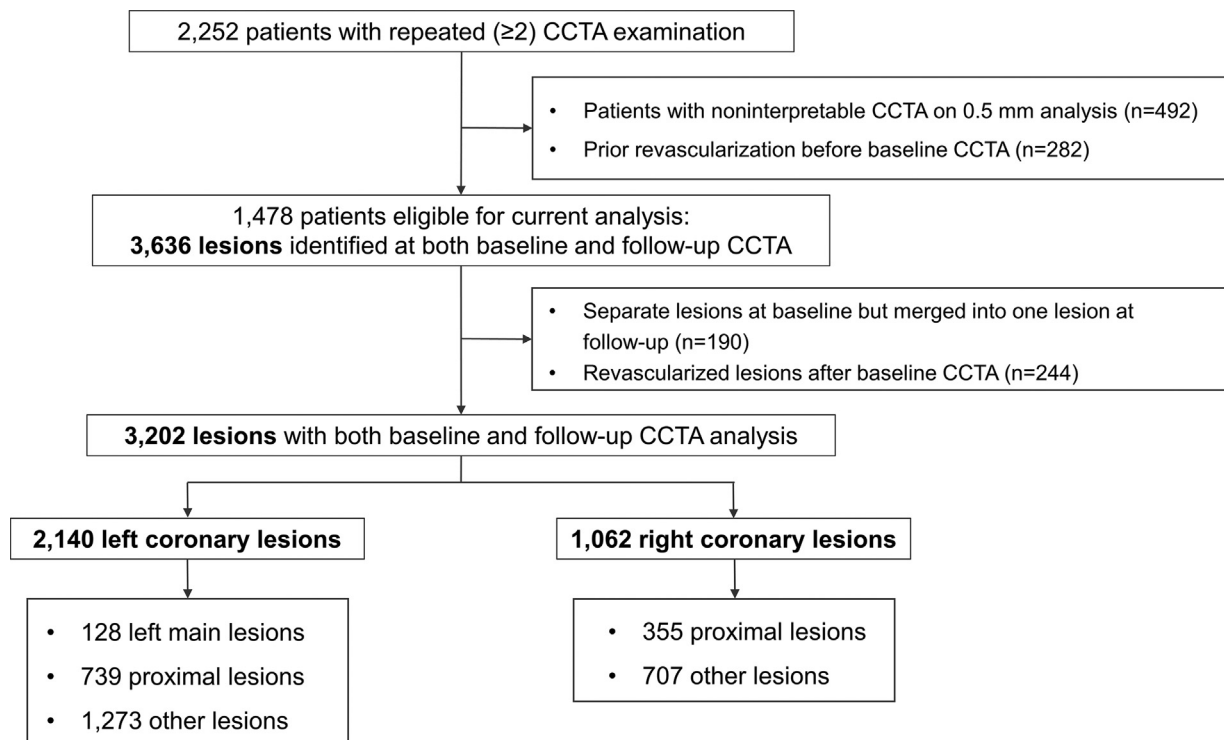 2,252 patients with repeated (≥2) CCTA examination
• Patients with noninterpretable CCTA on 0.5 mm analysis (n=492)
• Prior revascularization before baseline CCTA (n=282)
1,478 patients eligible for current analysis:
3,636 lesions identified at both baseline and follow-up CCTA
• Separate lesions at baseline but merged into one lesion at
follow-up (n=190)
• Revascularized lesions after baseline CCTA (n=244)
3,202 lesions with both baseline and follow-up CCTA analysis
2,140 left coronary lesions
1,062 right coronary lesions
• 128 left main lesions
• 739 proximal lesions
• 1,273 other lesions
• 355 proximal lesions
• 707 other lesions